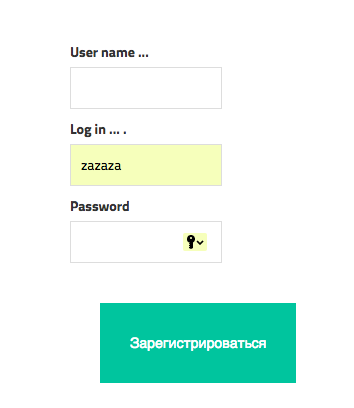 User name ...
Log in ... .
zazaza
Password
Зарегистрироваться